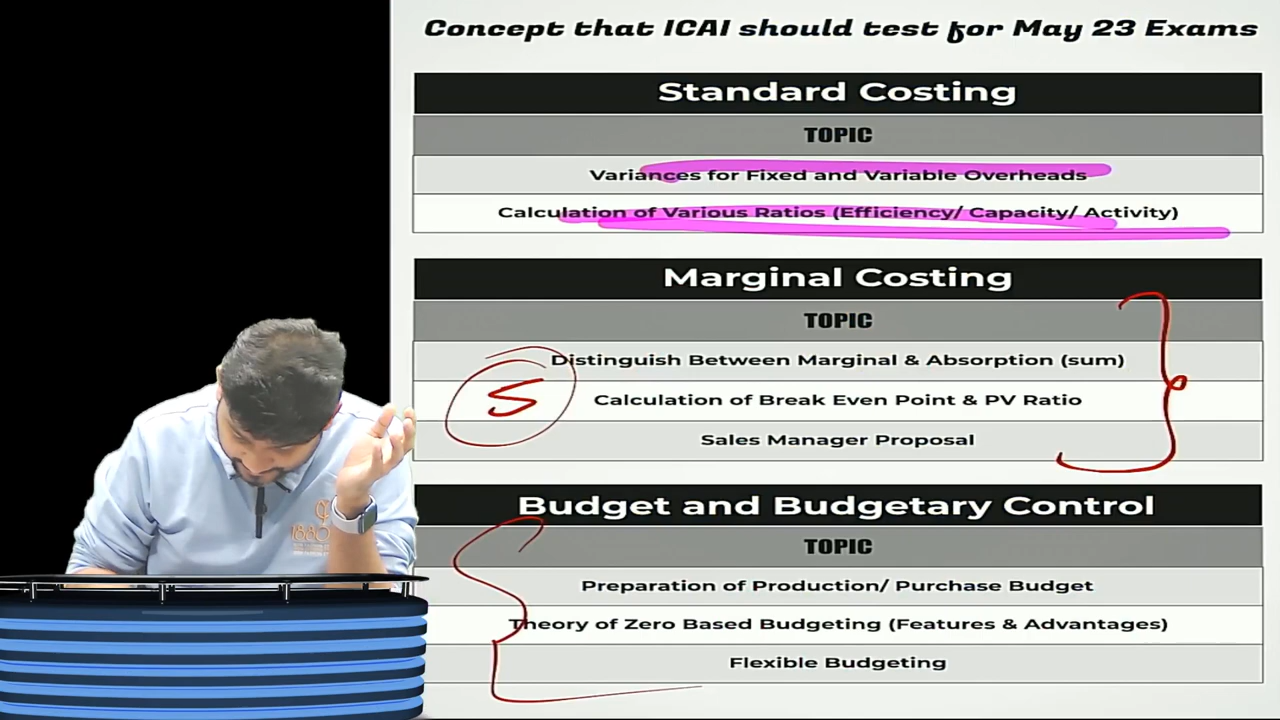 Concept that ICAI should test for May 23 Exams
Standard Costing
TOPIC
Variances for Fixed and Variable Overheads
Calculation of Various Ratios (Efficiency/ Capacity/ Activity)
Marginal Costing
TOPIC
Distinguish Between Marginal & Absorption (sum)
5
Calculation of Break Even Point & PV Ratio
Sales Manager Proposal
Budget and Budgetary Control
TOPIC
Preparation of Production/ Purchase Budget
Theory of Zero Based Budgeting (Features & Advantages)
Flexible Budgeting